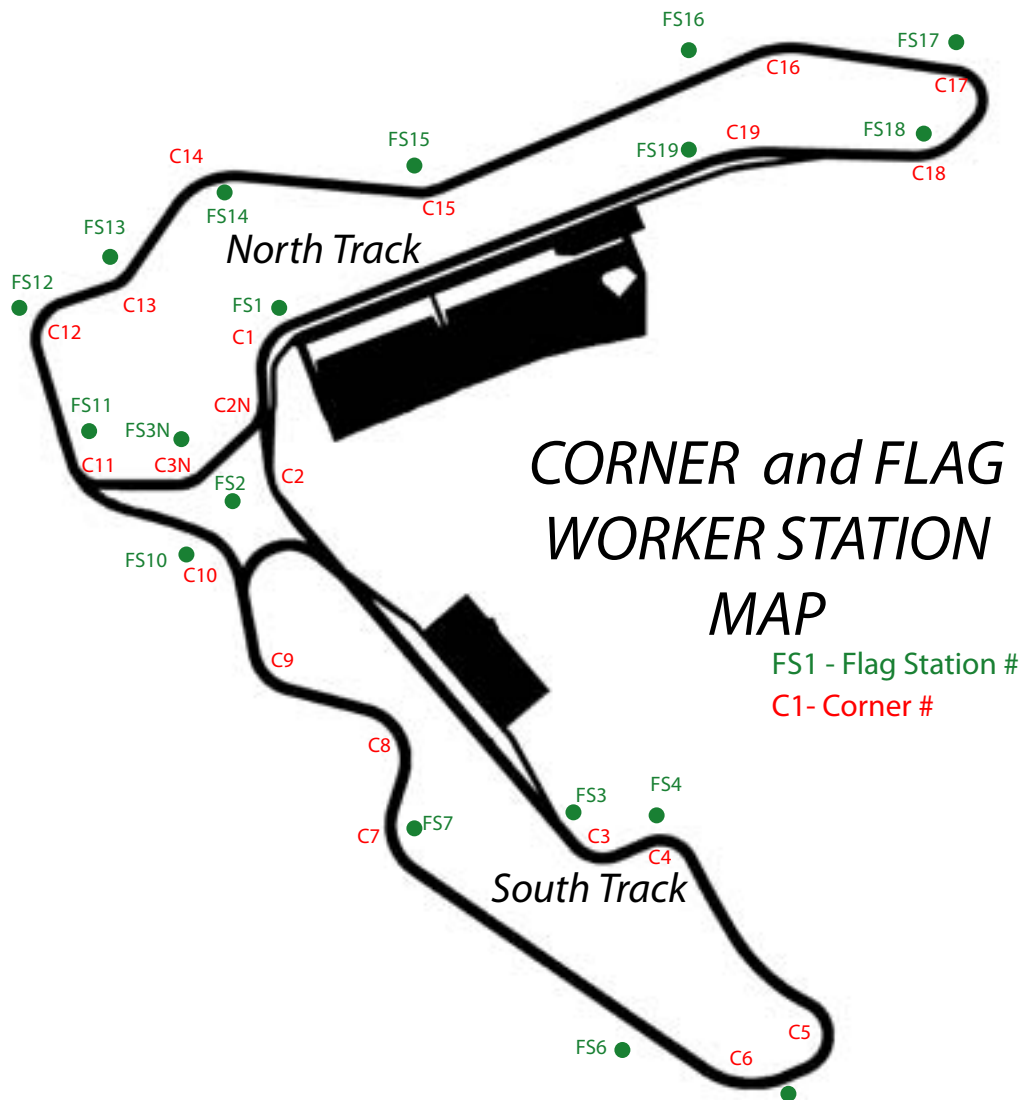 FS16
FS17
C16
C17
FS18
C19
FS19
C18
FS15
C14
C15
FS14
FS13
North Track
FS12
C13
FS1
C12
C1
C2N
FS11
FS3N
C11
C3N
C2
FS2
FS10
C10
CORNER and FLAG
WORKER STATION
MAP
FS1 - Flag Station #
C1- Corner #
C9
C8
FS4
FS3
FS7
C7
C3
C4
South Track
C5
FS6
C6